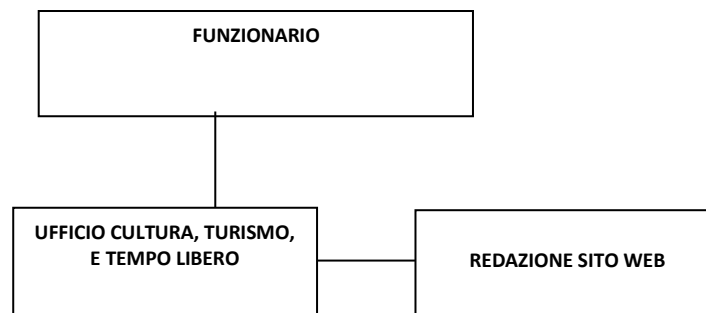 FUNZIONARIO
UFFICIO CULTURA, TURISMO,
E TEMPO LIBERO
REDAZIONE SITO WEB